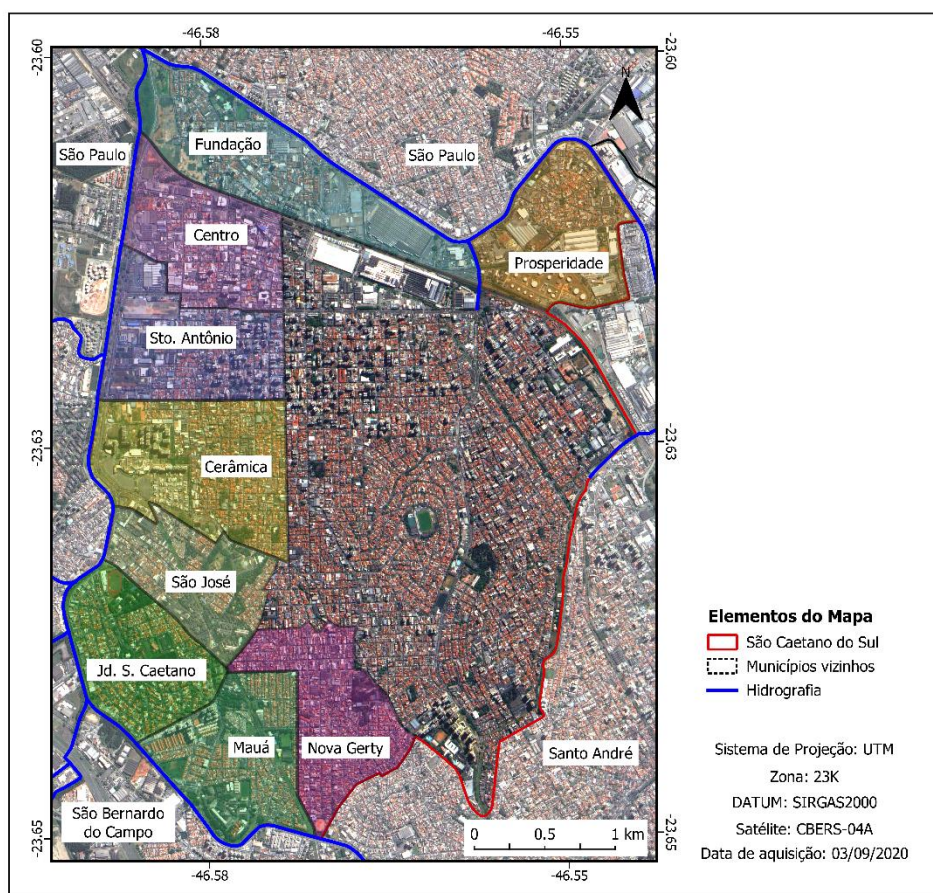 -46.58
-46.55
-23.60
-23.60
N
São Paulo
Fundação
São Paulo
Centro
Prosperidade
Sto. Antônio
-23.63
-23.63
Cerâmica
São José
Jd. S. Caetano
Mauá
Nova Gerty
Santo André
São Bernardo
do Campo
0 0.5 1 km
-23.65
-23.65
-46.58
-46.55
Elementos do Mapa
São Caetano do Sul
Municípios vizinhos
Hidrografia
Sistema de Projeção: UTM
Zona: 23K
DATUM: SIRGAS2000
Satélite: CBERS-04A
Data de aquisição: 03/09/2020